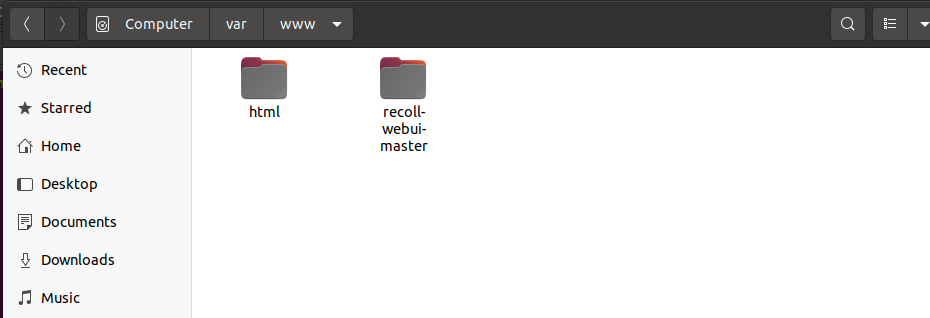 Computer var www
Recent
Starred
Home
Desktop
Documents
Downloads
Music
html
recoll-
webui-
master